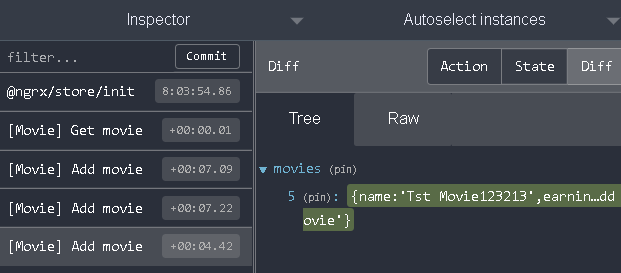 Inspector
Autoselect instances
filter...
Commit
Diff
Action
State
Diff
@ngrx/store/init
8:03:54.86
Tree
Raw
[Movie] Get movie
+00:00.01
[Movie] Add movie
+00:07.09
[Movie] Add movie
+00:07.22
[Movie] Add movie
+00:04.42
movies (pin)
5 (pin): {name:'Tst Movie123213',earnin…dd
ovie'}